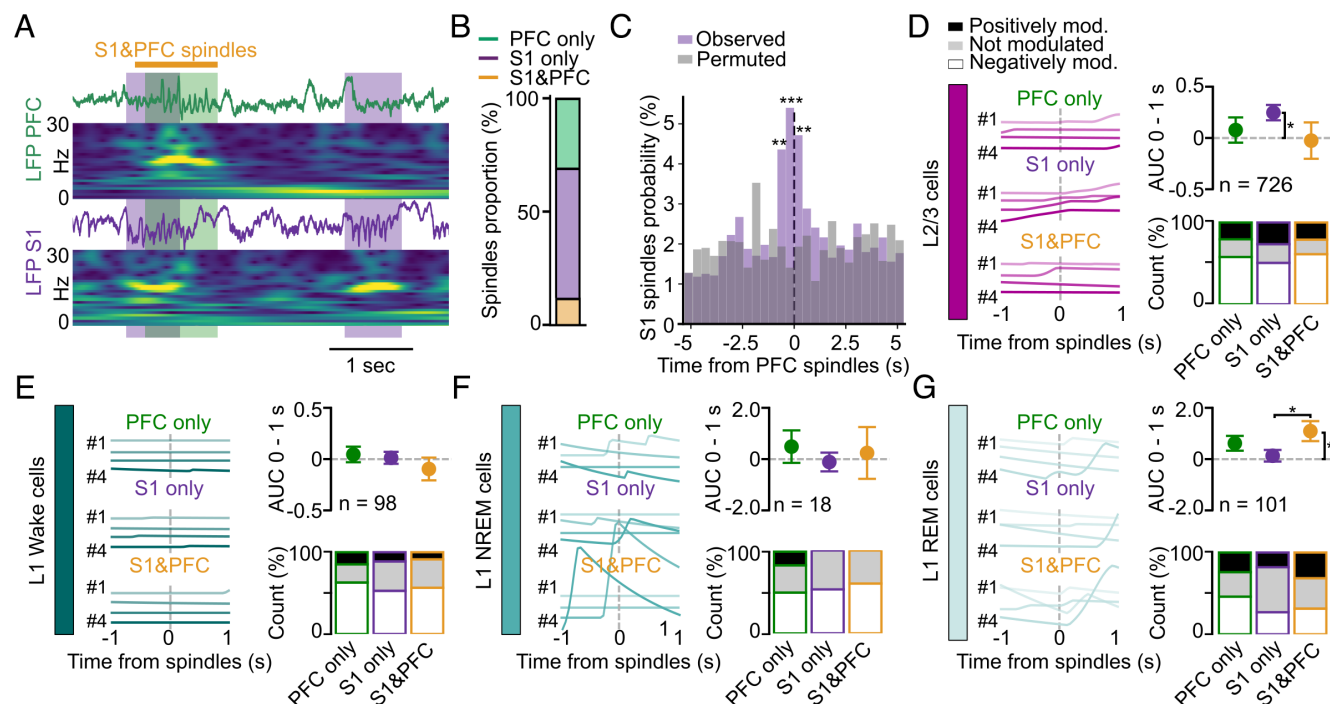 A
S1&PFC spindles
LFP PFC
30
Hz
0
LFP S1
30
Hz
0
1 sec
B
PFC only
S1 only
S1&PFC
Spindles proportion (%)
100
50
0
C
Observed
Permuted
S1 spindles probability (%)
5
4
3
2
1
0
***
**
**
-5
-2.5
0
2.5
5
Time from PFC spindles (s)
D
Positively mod.
Not modulated
Negatively mod.
L2/3 cells
PFC only
#1
#4
S1 only
#1
#4
S1&PFC
#1
#4
-1
0
1
Time from spindles (s)
AUC 0 - 1 s
0.5
0
-0.5
*
n = 726
Count (%)
100
0
PFC only
S1 only
S1&PFC
E
L1 Wake cells
PFC only
#1
#4
S1 only
#1
#4
S1&PFC
#1
#4
-1
0
1
Time from spindles (s)
AUC 0 - 1 s
0.5
0
-0.5
n = 98
Count (%)
100
0
PFC only
S1 only
S1&PFC
F
L1 NREM cells
PFC only
#1
#4
S1 only
#1
#4
S1&PFC
#1
#4
-1
0
1
Time from spindles (s)
AUC 0 - 1 s
2.0
0
-2.0
n = 18
Count (%)
100
0
PFC only
S1 only
S1&PFC
G
L1 REM cells
PFC only
#1
#4
S1 only
#1
#4
S1&PFC
#1
#4
-1
0
1
Time from spindles (s)
AUC 0 - 1 s
2.0
0
-2.0
*
*
n = 101
Count (%)
100
0
PFC only
S1 only
S1&PFC